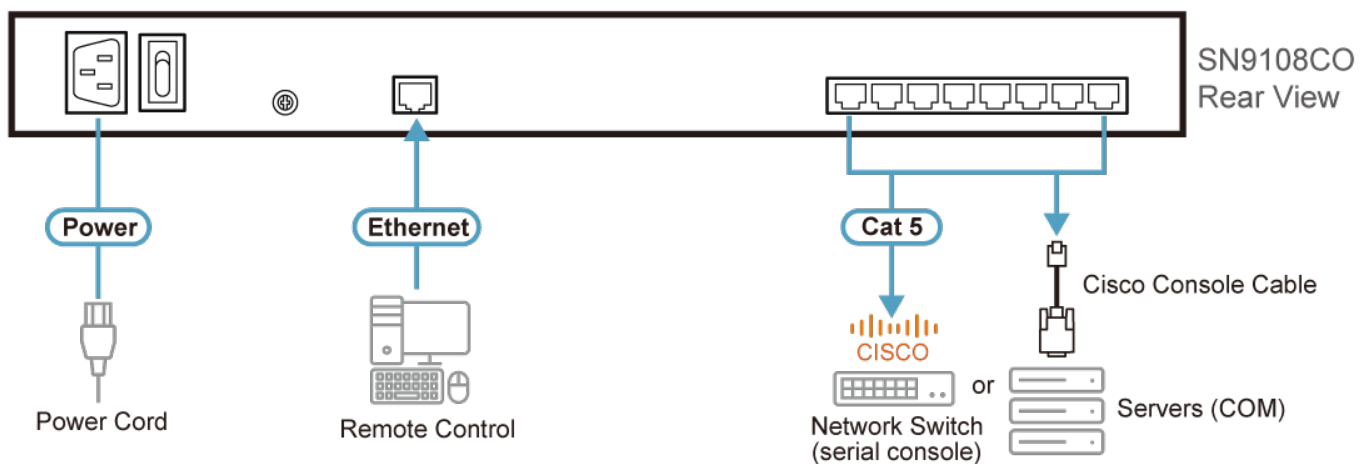 SN9108CO
Rear View
Power
Ethernet
Cat 5
Cisco Console Cable
CISCO
or
Power Cord
Remote Control
Network Switch
(serial console)
Servers (COM)